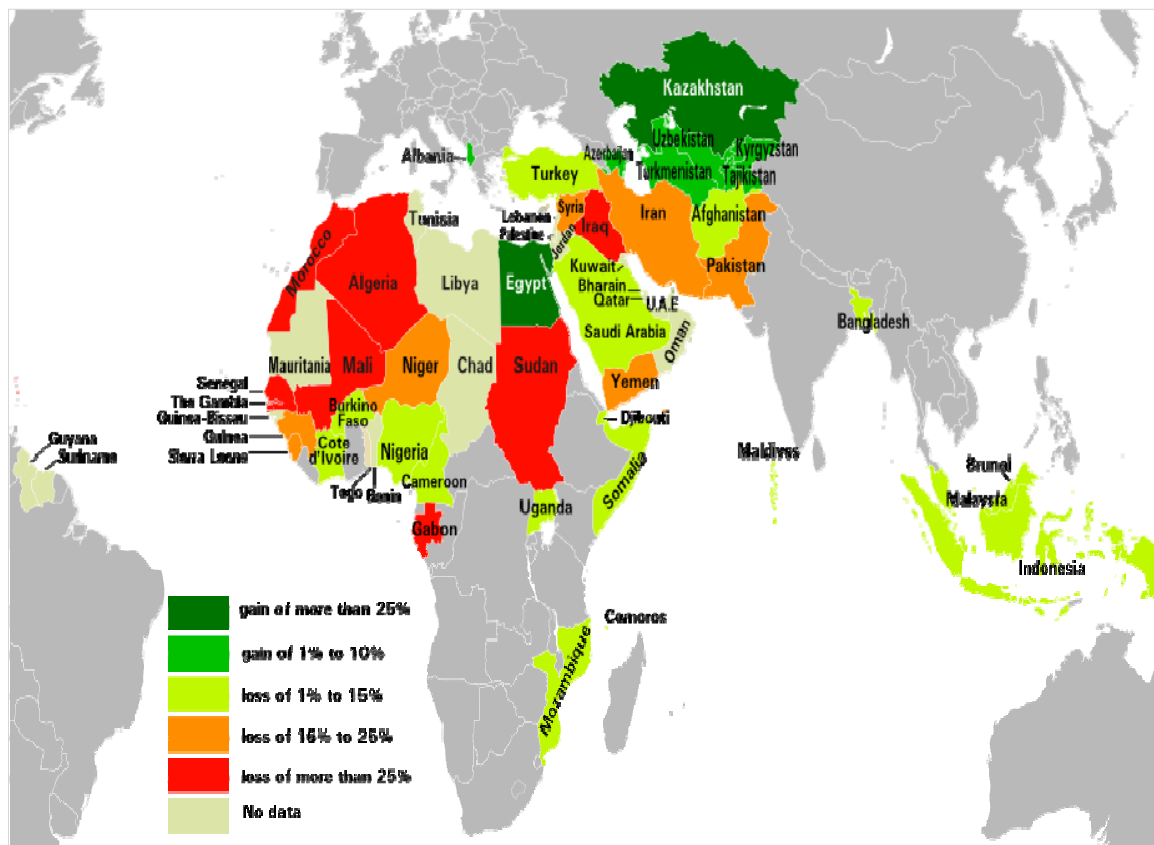 Kazakhstan
Uzbekistan
Kyrgyzstan
Albania
Azerbaijan
Turkmenistan
Tajikistan
Turkey
Tunisia
Lebanon
Syria
Iran
Afghanistan
Palestine
Jordan
Iraq
Morocco
Kuwait
Pakistan
Algeria
Libya
Egypt
Bharain
Qatar
U.A.E
Bangladesh
Saudi Arabia
Oman
Mauritania
Mali
Niger
Chad
Sudan
Senegal
Yemen
The Gambia
Burkino
Faso
Guinea-Bissau
Djibouti
Guinea
Cote
d'Ivoire
Nigeria
Guyana
Sierra Leone
Suriname
Maldives
Somalia
Brunei
Togo
Benin
Cameroon
Uganda
Malaysia
Gabon
Indonesia
gain of more than 25%
Comoros
gain of 1% to 10%
Mozambique
loss of 1% to 15%
loss of 15% to 25%
loss of more than 25%
No data